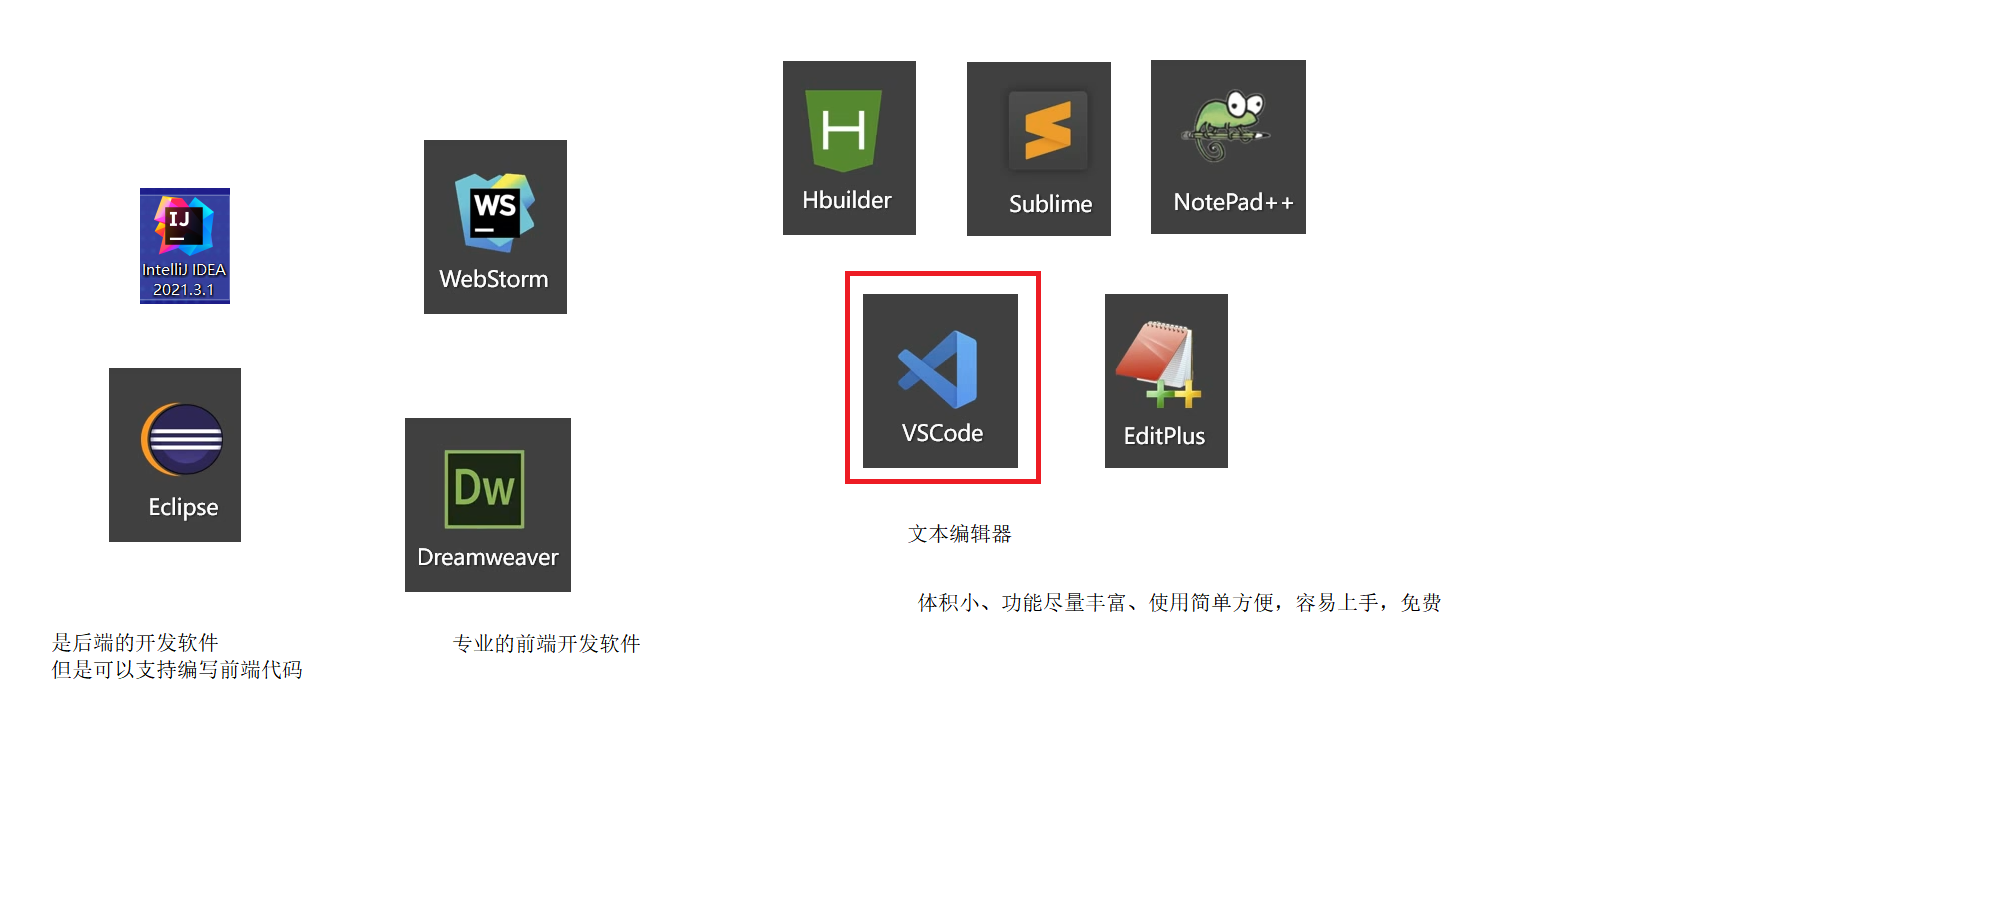 IJ
IntelliJ IDEA
2021.3.1
Eclipse
是后端的开发软件
但是可以支持编写前端代码
WS
WebStorm
Dw
Dreamweaver
专业的前端开发软件
H
Hbuilder
Sublime
NotePad++
VSCode
EditPlus
文本编辑器
体积小、功能尽量丰富、使用简单方便，容易上手，免费